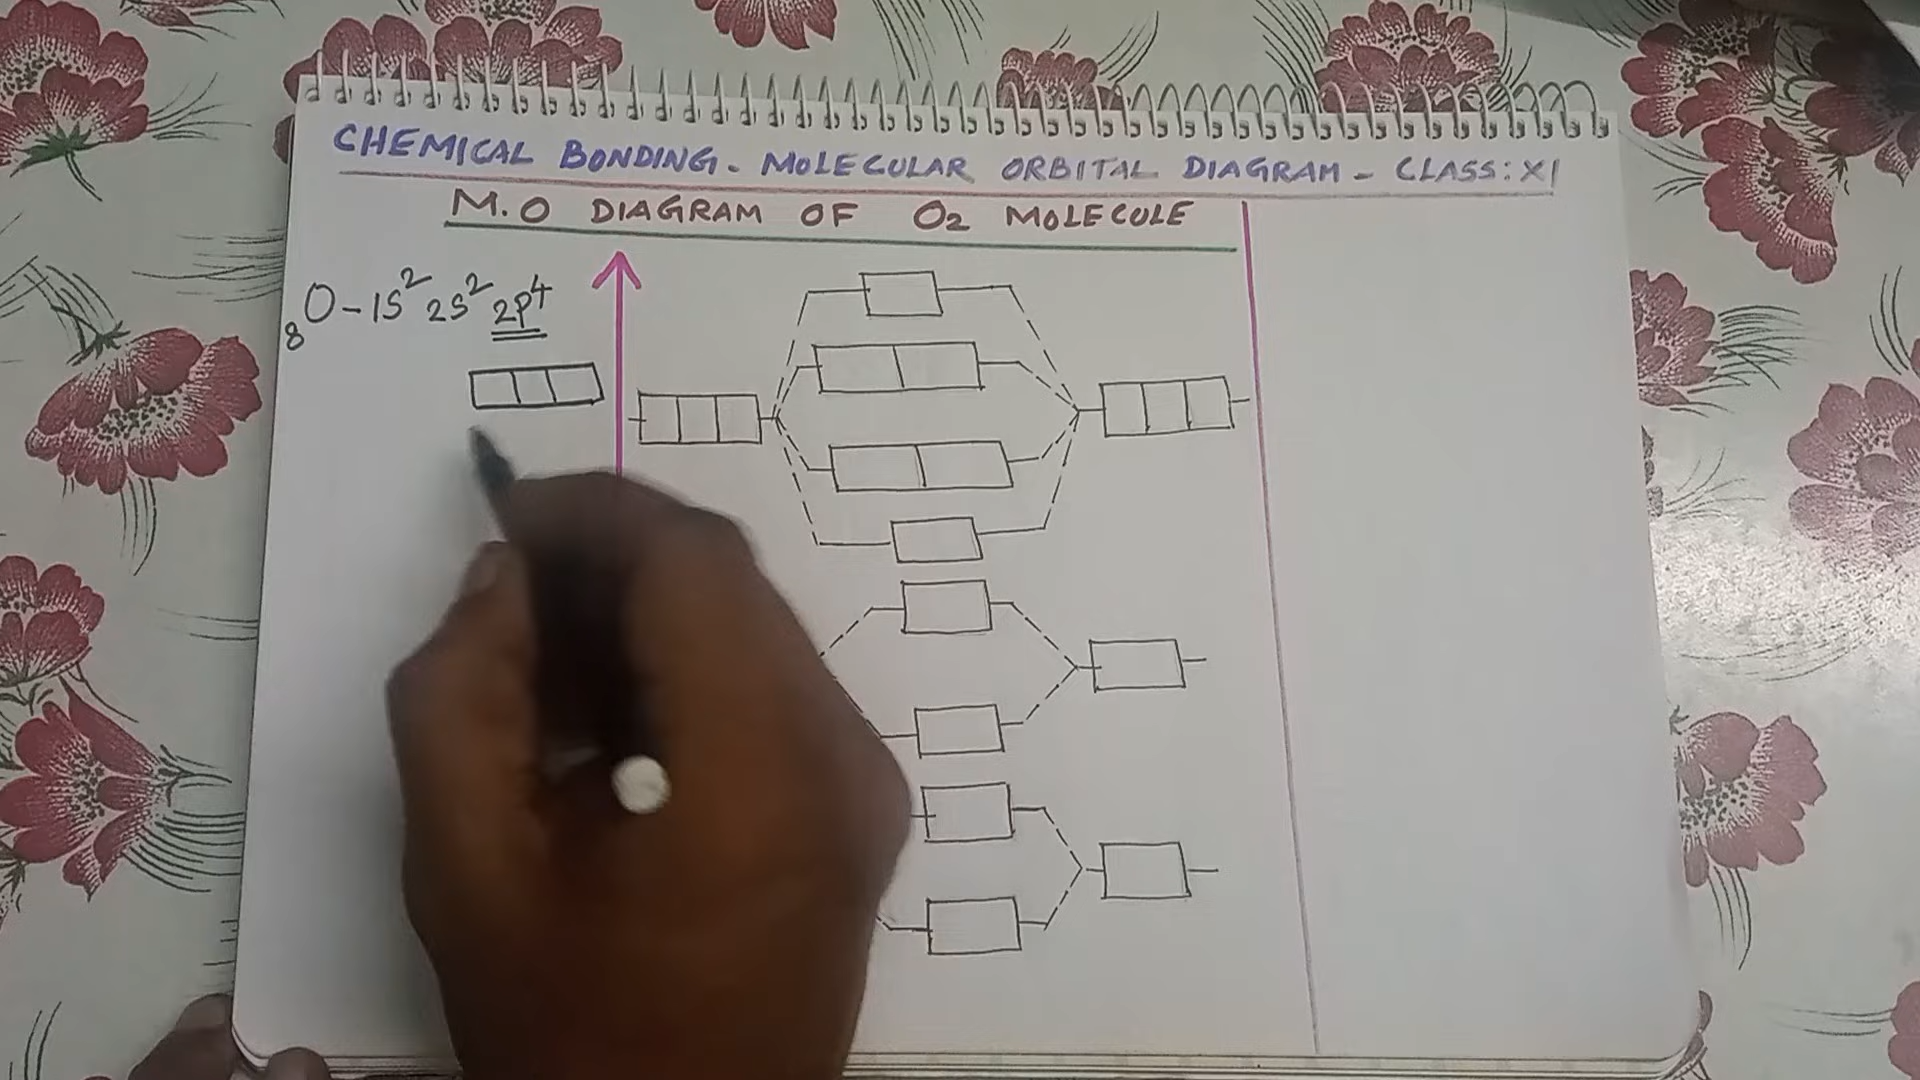 CHEMICAL BONDING - MOLECULAR ORBITAL DIAGRAM - CLASS: XI
M.O DIAGRAM OF O2 MOLECULE
₈O - 1S² 2S² 2P⁴